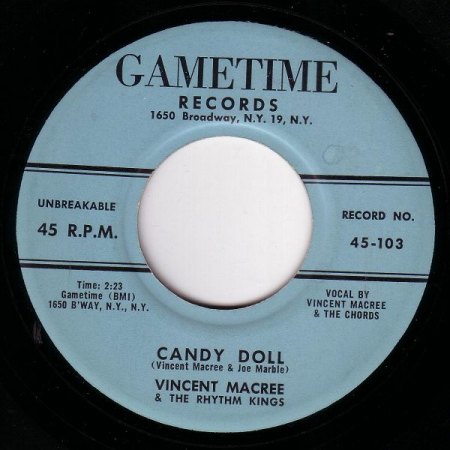 GAMETIME
RECORDS
1650 Broadway, N.Y. 19, N.Y.
UNBREAKABLE
45 R.P.M.
RECORD NO.
45-103
Time: 2:23
Gametime (BMI)
1650 B'WAY, N.Y., N.Y.
VOCAL BY
VINCENT MACREE
& THE CHORDS
CANDY DOLL
(Vincent Macree & Joe Marble)
VINCENT MACREE
& THE RHYTHM KINGS